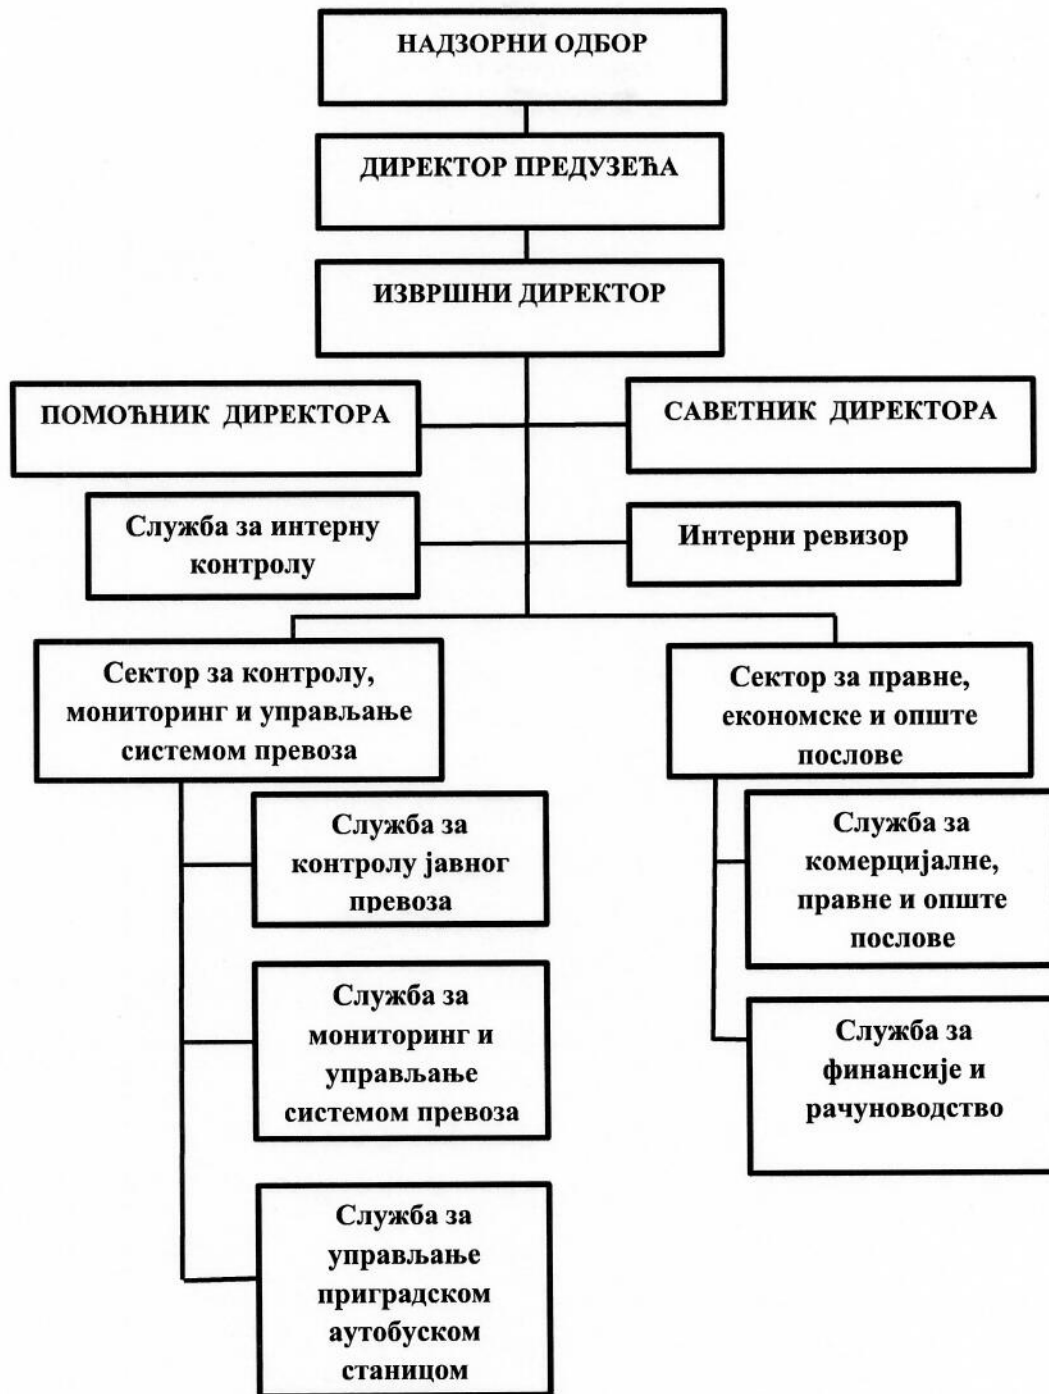 НАДЗОРНИ ОДБОР
ДИРЕКТОР ПРЕДУЗЕЋА
ИЗВРШНИ ДИРЕКТОР
ПОМОЋНИК ДИРЕКТОРА
САВЕТНИК ДИРЕКТОРА
Служба за интерну
контролу
Интерни ревизор
Сектор за контролу,
мониторинг и управљање
системом превоза
Сектор за правне,
економске и опште
послове
Служба за
контролу јавног
превоза
Служба за
комерцијалне,
правне и опште
послове
Служба за
мониторинг и
управљање
системом превоза
Служба за
финансије и
рачуноводство
Служба за
управљање
приградском
аутобуском
станицом